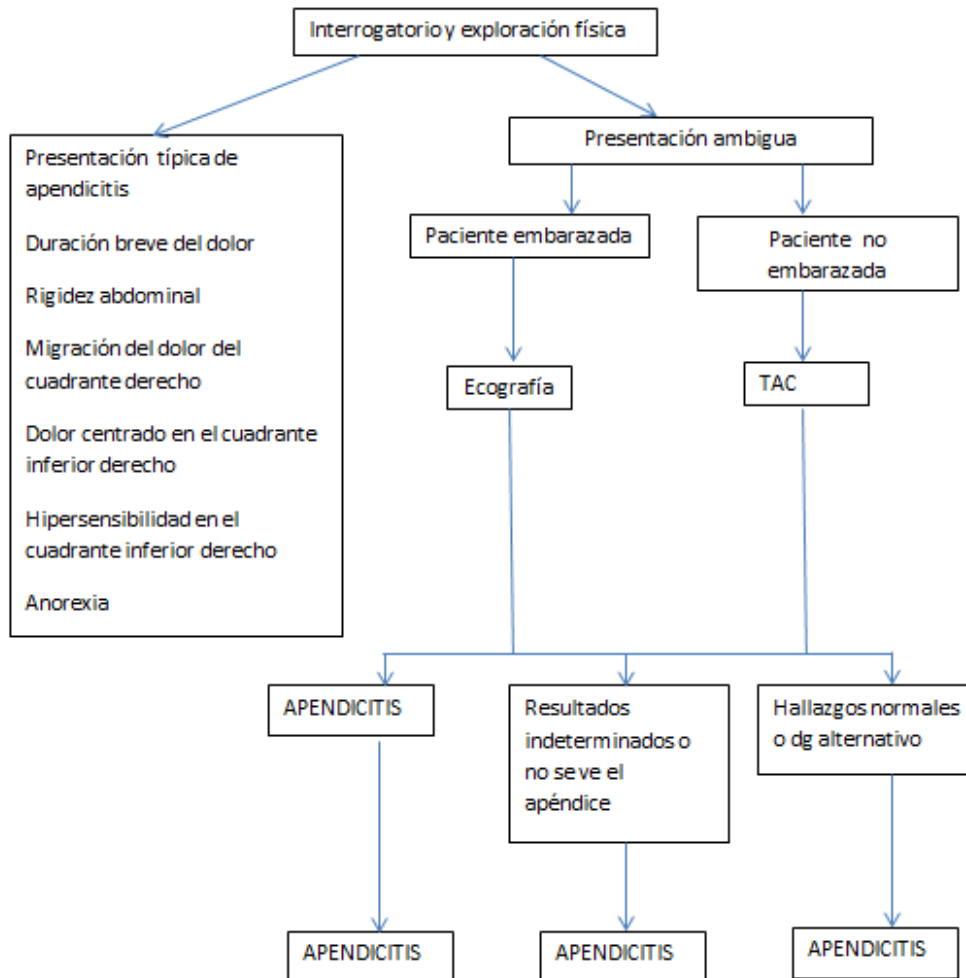 Interrogatorio y exploración física
Presentación típica de
apendicitis
Duración breve del dolor
Rigidez abdominal
Migración del dolor del
cuadrante derecho
Dolor centrado en el cuadrante
inferior derecho
Hipersensibilidad en el
cuadrante inferior derecho
Anorexia
Presentación ambigua
Paciente embarazada
Paciente no
embarazada
Ecografía
TAC
APENDICITIS
Resultados
indeterminados o
no se ve el
apéndice
Hallazgos normales
o dg alternativo
APENDICITIS
APENDICITIS
APENDICITIS